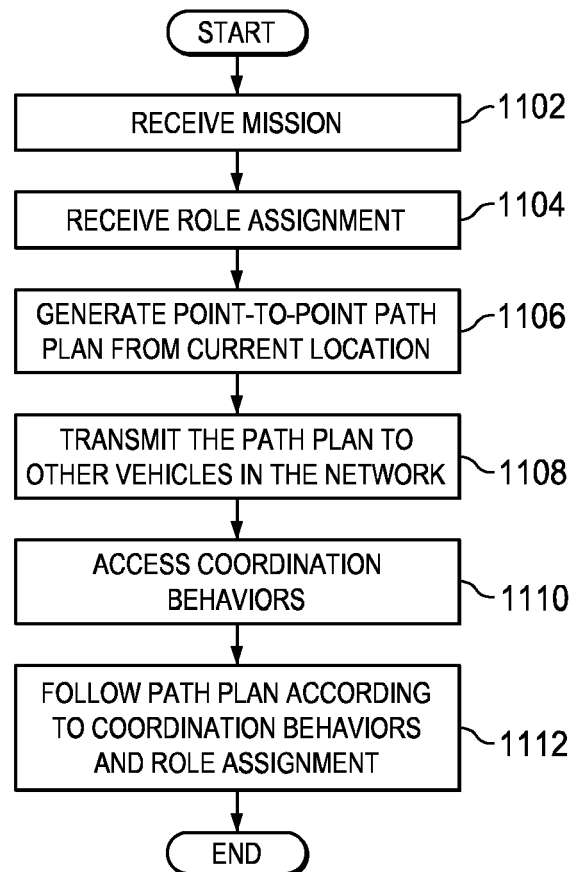 START
RECEIVE MISSION
1102
RECEIVE ROLE ASSIGNMENT
1104
GENERATE POINT-TO-POINT PATH
PLAN FROM CURRENT LOCATION
1106
TRANSMIT THE PATH PLAN TO
OTHER VEHICLES IN THE NETWORK
1108
ACCESS COORDINATION
BEHAVIORS
1110
FOLLOW PATH PLAN ACCORDING
TO COORDINATION BEHAVIORS
AND ROLE ASSIGNMENT
1112
END